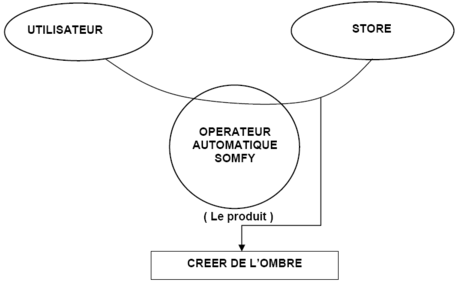 UTILISATEUR
STORE
OPERATEUR
AUTOMATIQUE
SOMFY
( Le produit )
CREER DE L'OMBRE